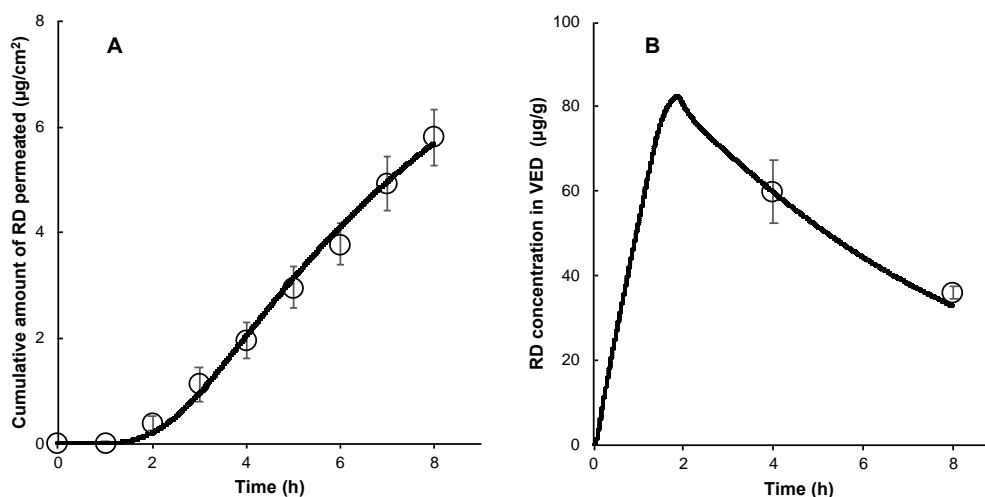 A
Cumulative amount of RD permeated (μg/cm²)
8
6
4
2
0
0 2 4 6 8
Time (h)
B
RD concentration in VED (μg/g)
100
80
60
40
20
0
0 2 4 6 8
Time (h)